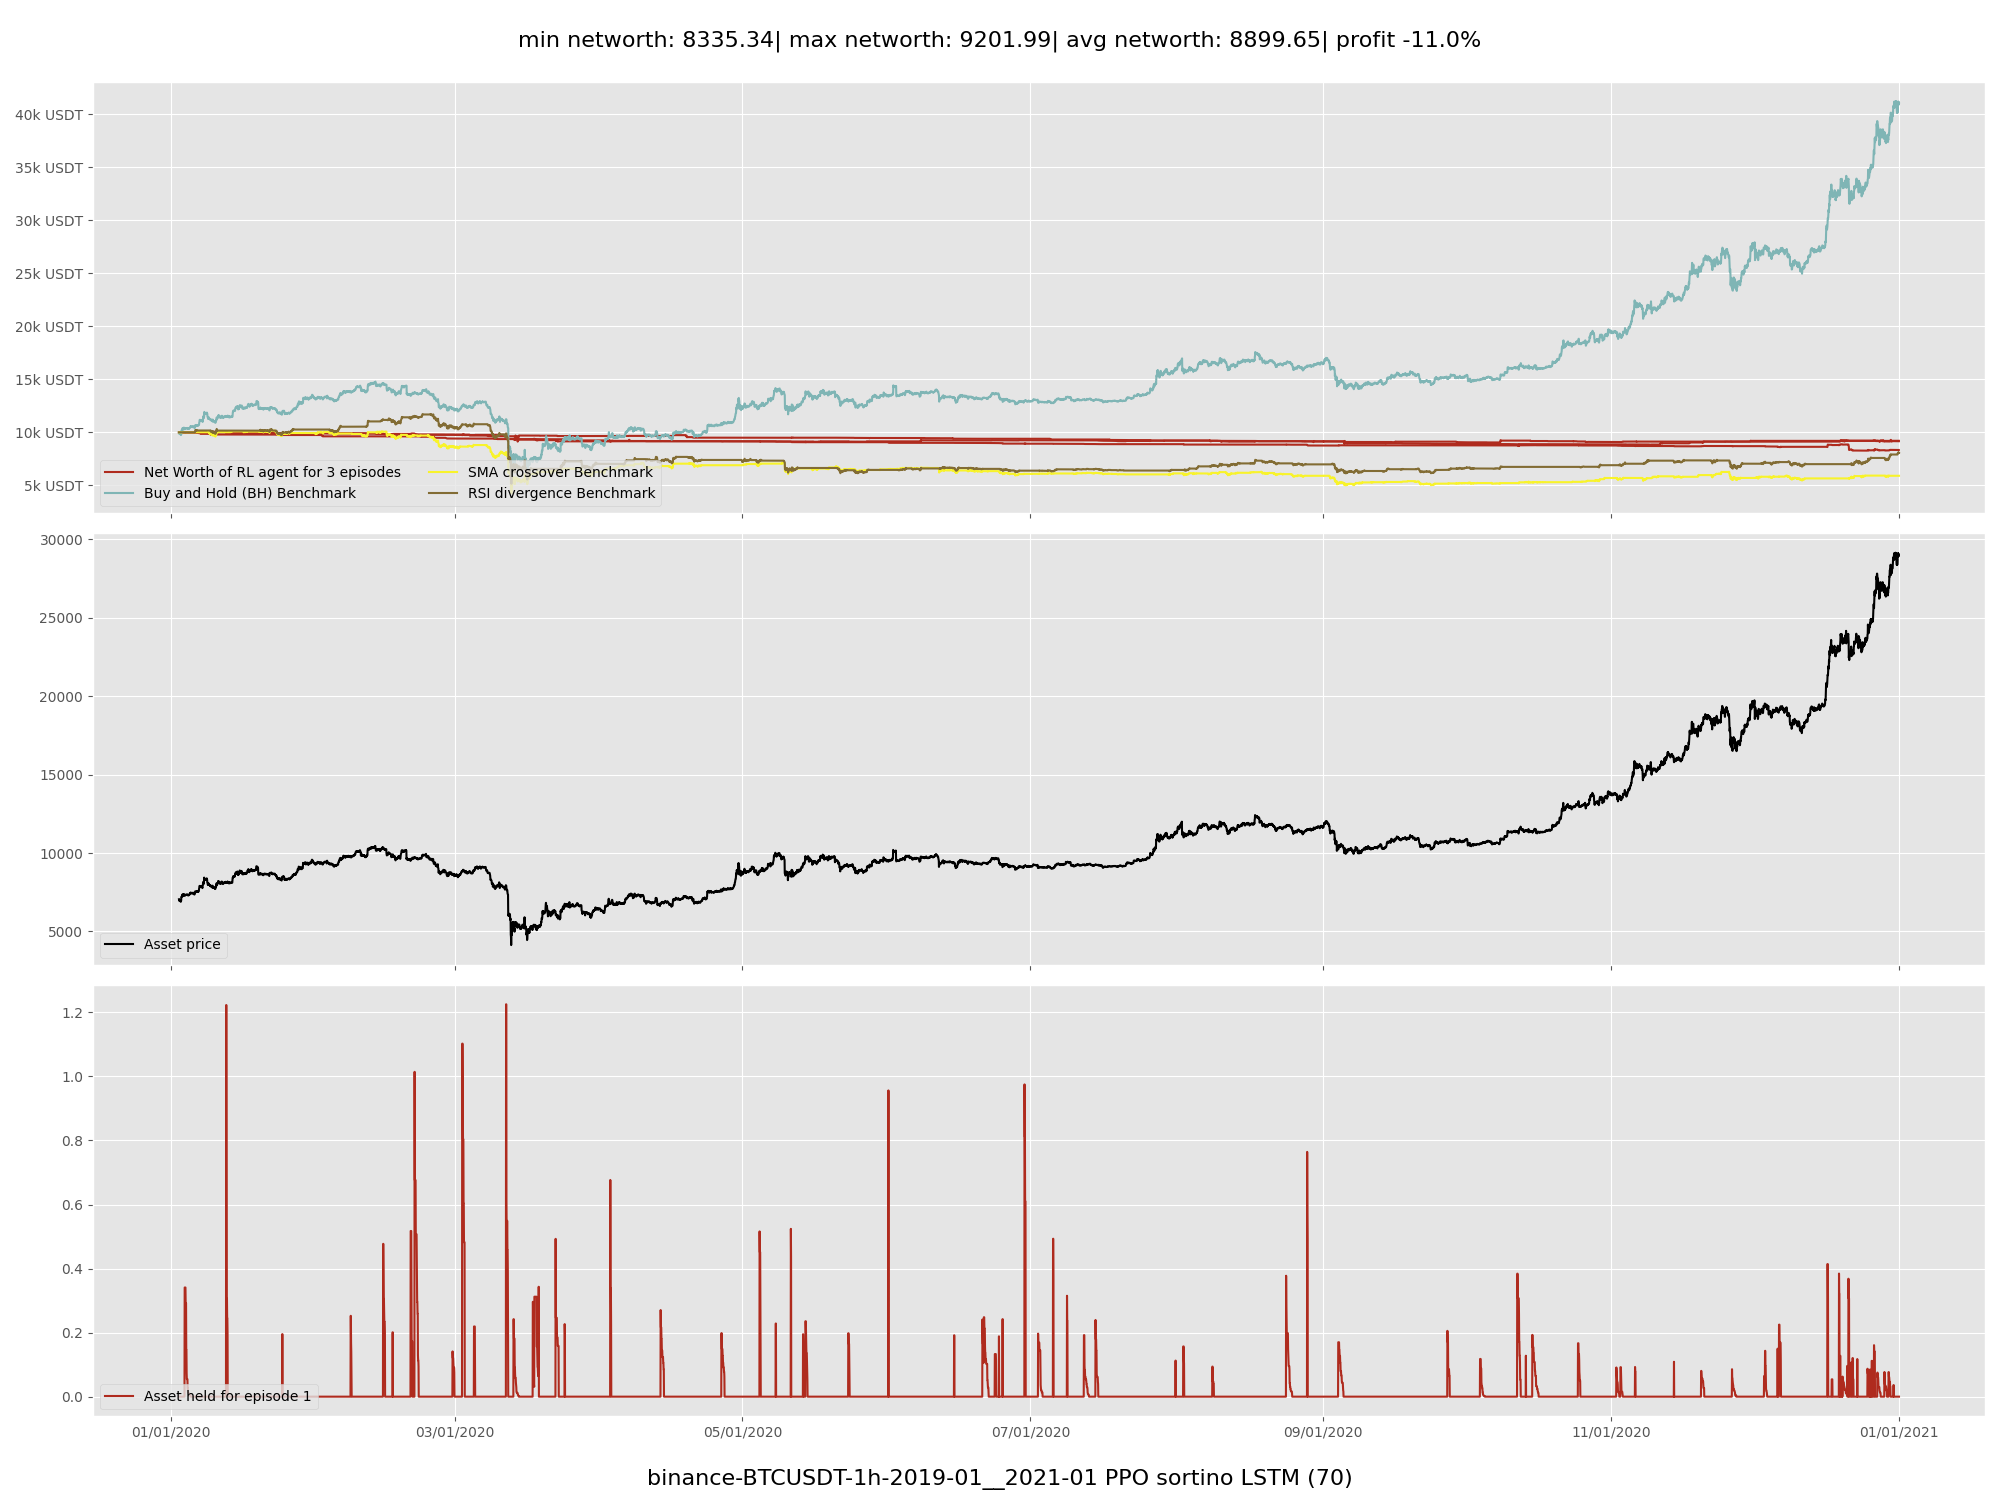 min networth: 8335.34| max networth: 9201.99| avg networth: 8899.65| profit -11.0%
40k USDT
35k USDT
30k USDT
25k USDT
20k USDT
15k USDT
10k USDT
5k USDT
Net Worth of RL agent for 3 episodes
Buy and Hold (BH) Benchmark
SMA crossover Benchmark
RSI divergence Benchmark
30000
25000
20000
15000
10000
5000
Asset price
1.2
1.0
0.8
0.6
0.4
0.2
0.0
Asset held for episode 1
01/01/2020 03/01/2020 05/01/2020 07/01/2020 09/01/2020 11/01/2020 01/01/2021
binance-BTCUSDT-1h-2019-01__2021-01 PPO sortino LSTM (70)